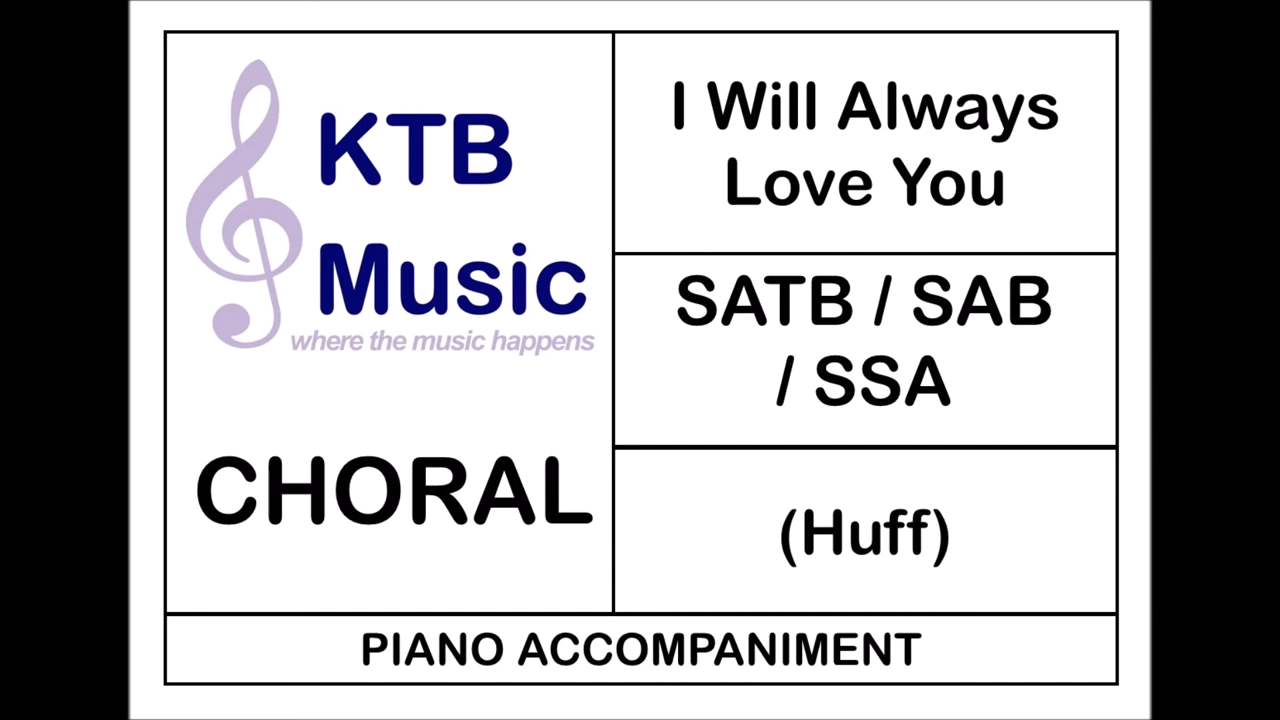 KTB
Music
where the music happens
CHORAL
I Will Always
Love You
SATB / SAB
/ SSA
(Huff)
PIANO ACCOMPANIMENT